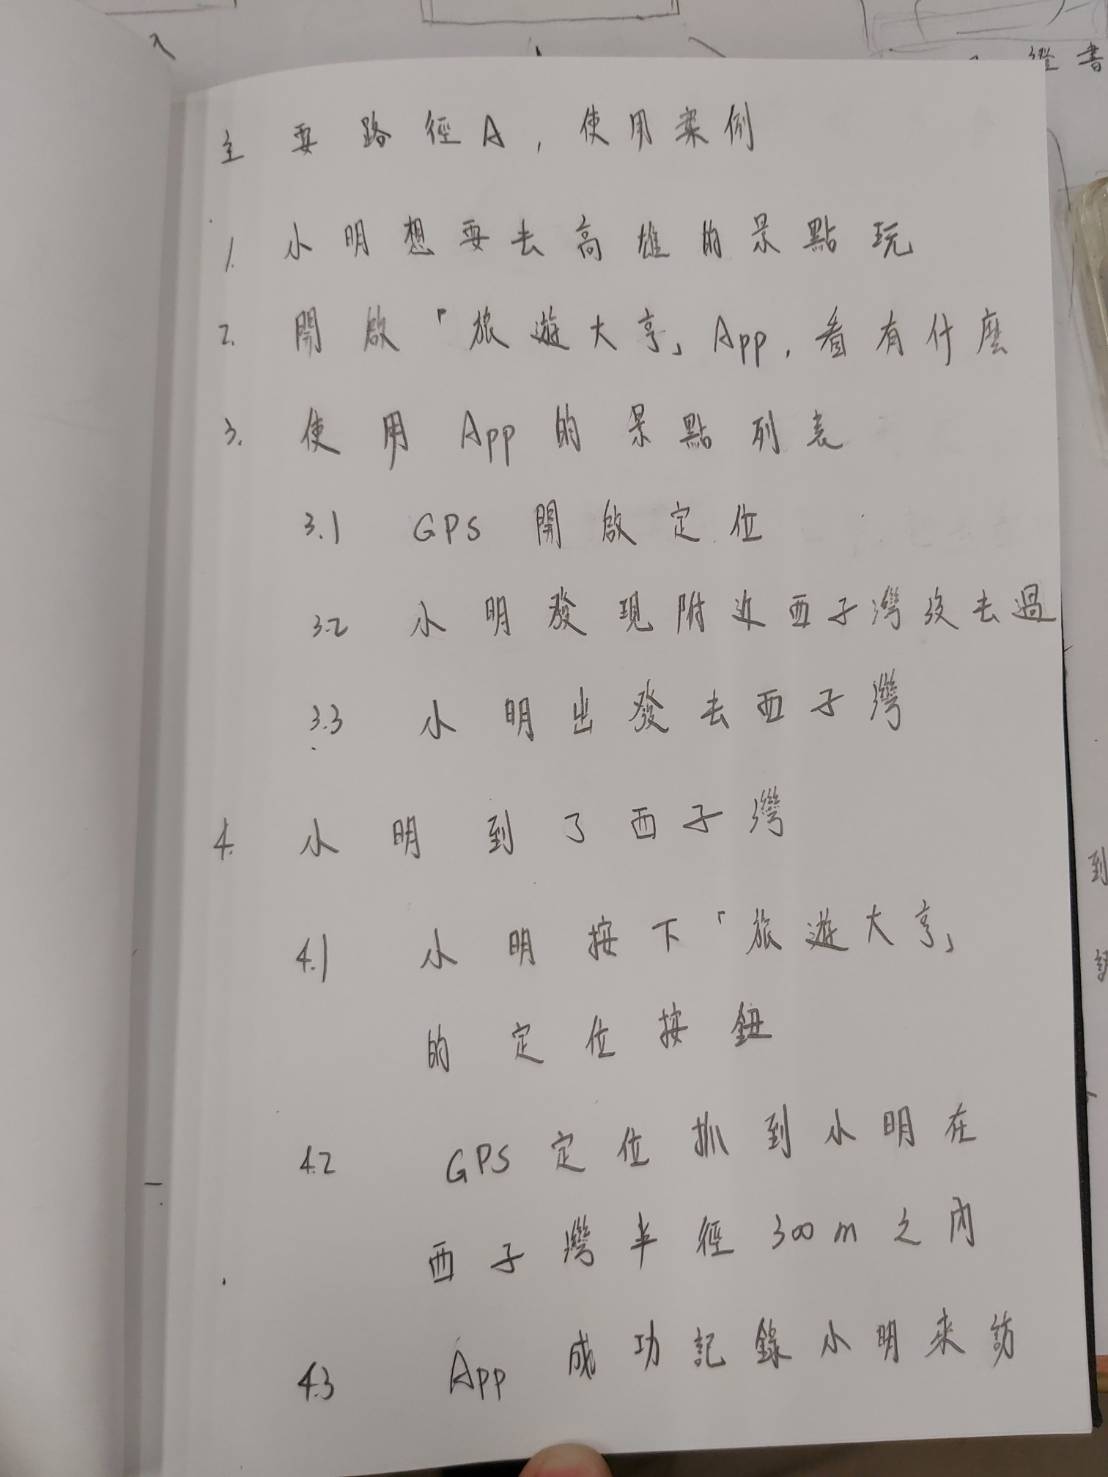 證書
主要路徑A,使用案例
1. 小明想要去高雄的景點玩
2. 開啟「旅遊大亨」App,看有什麼
3. 使用App的景點列表
3.1 GPS開啟定位
3.2 小明發現附近西子灣沒去過
3.3 小明出發去西子灣
4. 小明到了西子灣
4.1 小明按下「旅遊大亨」
的定位按鈕
4.2 GPS定位抓到小明在
西子灣半徑300m之內
4.3 App成功記錄小明來訪
到